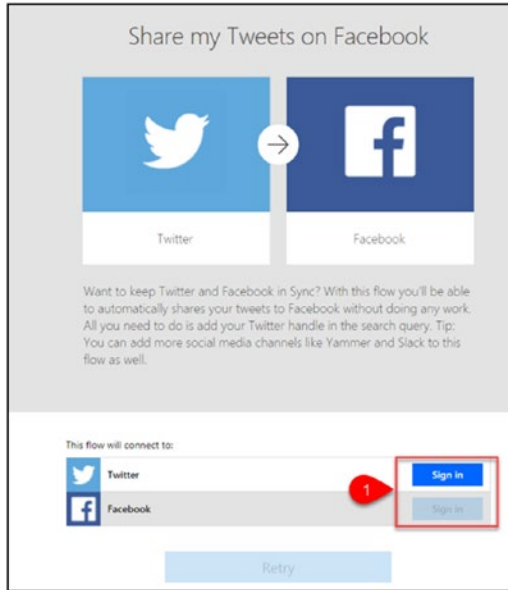 Share my Tweets on Facebook
Twitter
Facebook
Want to keep Twitter and Facebook in Sync? With this flow you'll be able
to automatically shares your tweets to Facebook without doing any work.
All you need to do is add your Twitter handle in the search query. Tip:
You can add more social media channels like Yammer and Slack to this
flow as well.
This flow will connect to:
Twitter
Sign in
1
Facebook
Sign in
Retry